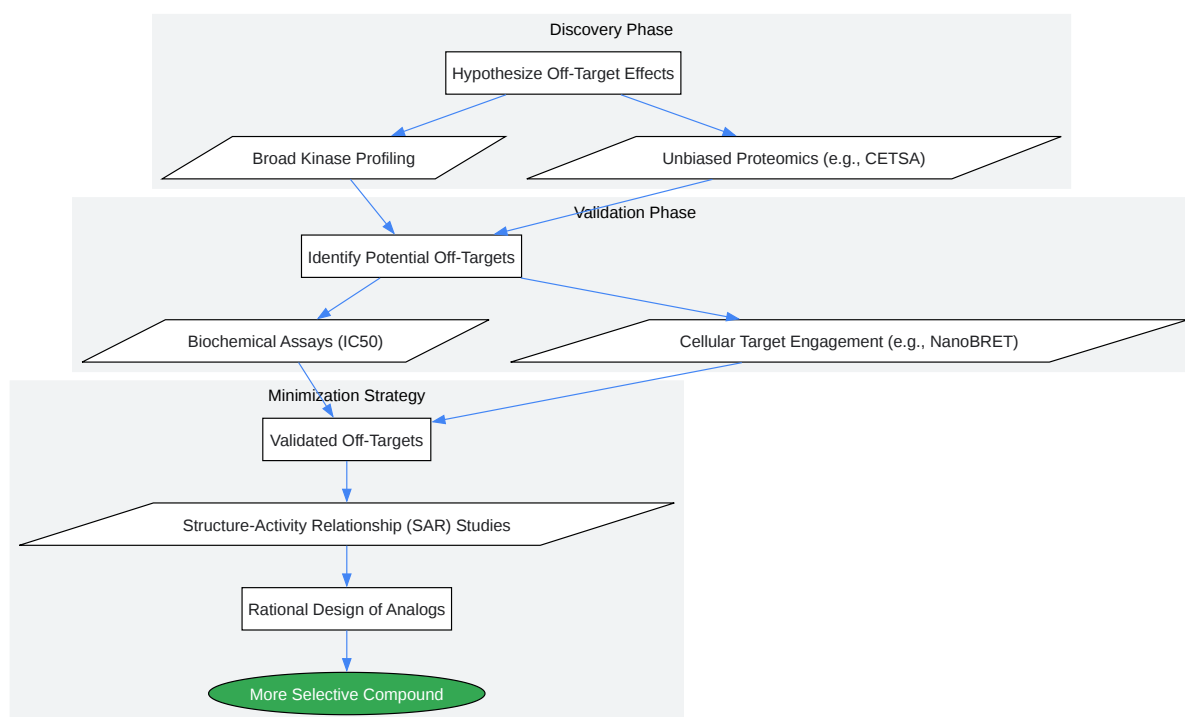 Discovery Phase
Hypothesize Off-Target Effects
Broad Kinase Profiling
Unbiased Proteomics (e.g., CETSA)
Validation Phase
Identify Potential Off-Targets
Biochemical Assays (IC50)
Cellular Target Engagement (e.g., NanoBRET)
Minimization Strategy
Validated Off-Targets
Structure-Activity Relationship (SAR) Studies
Rational Design of Analogs
More Selective Compound